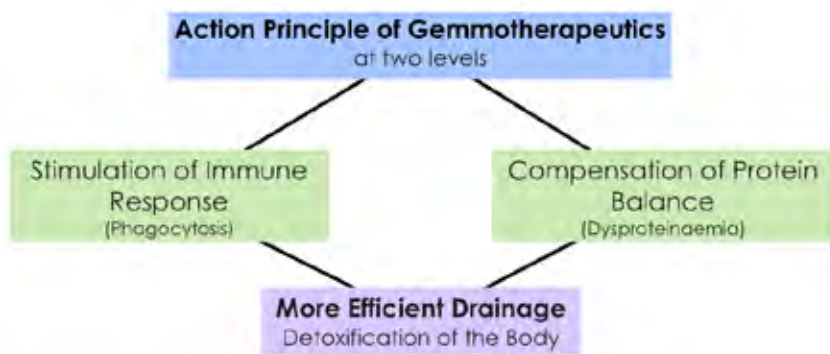 Action Principle of Gemmotherapeutics
at two levels
Stimulation of Immune
Response
(Phagocytosis)
Compensation of Protein
Balance
(Dysproteinaemia)
More Efficient Drainage
Detoxification of the Body